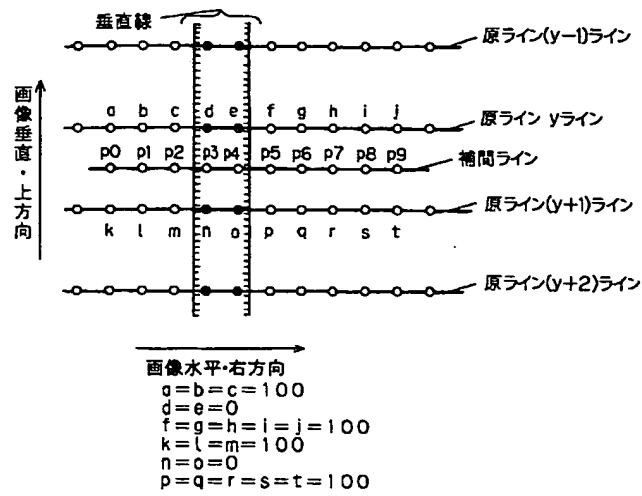 垂直線
原ライン(y−1)ライン
a b c d e f g h i j
原ライン yライン
p0 p1 p2 p3 p4 p5 p6 p7 p8 p9
補間ライン
原ライン(y+1)ライン
k l m n o p q r s t
原ライン(y+2)ライン
画像垂直・上方向
画像水平・右方向
a=b=c=100
d=e=0
f=g=h=i=j=100
k=l=m=100
n=o=0
p=q=r=s=t=100